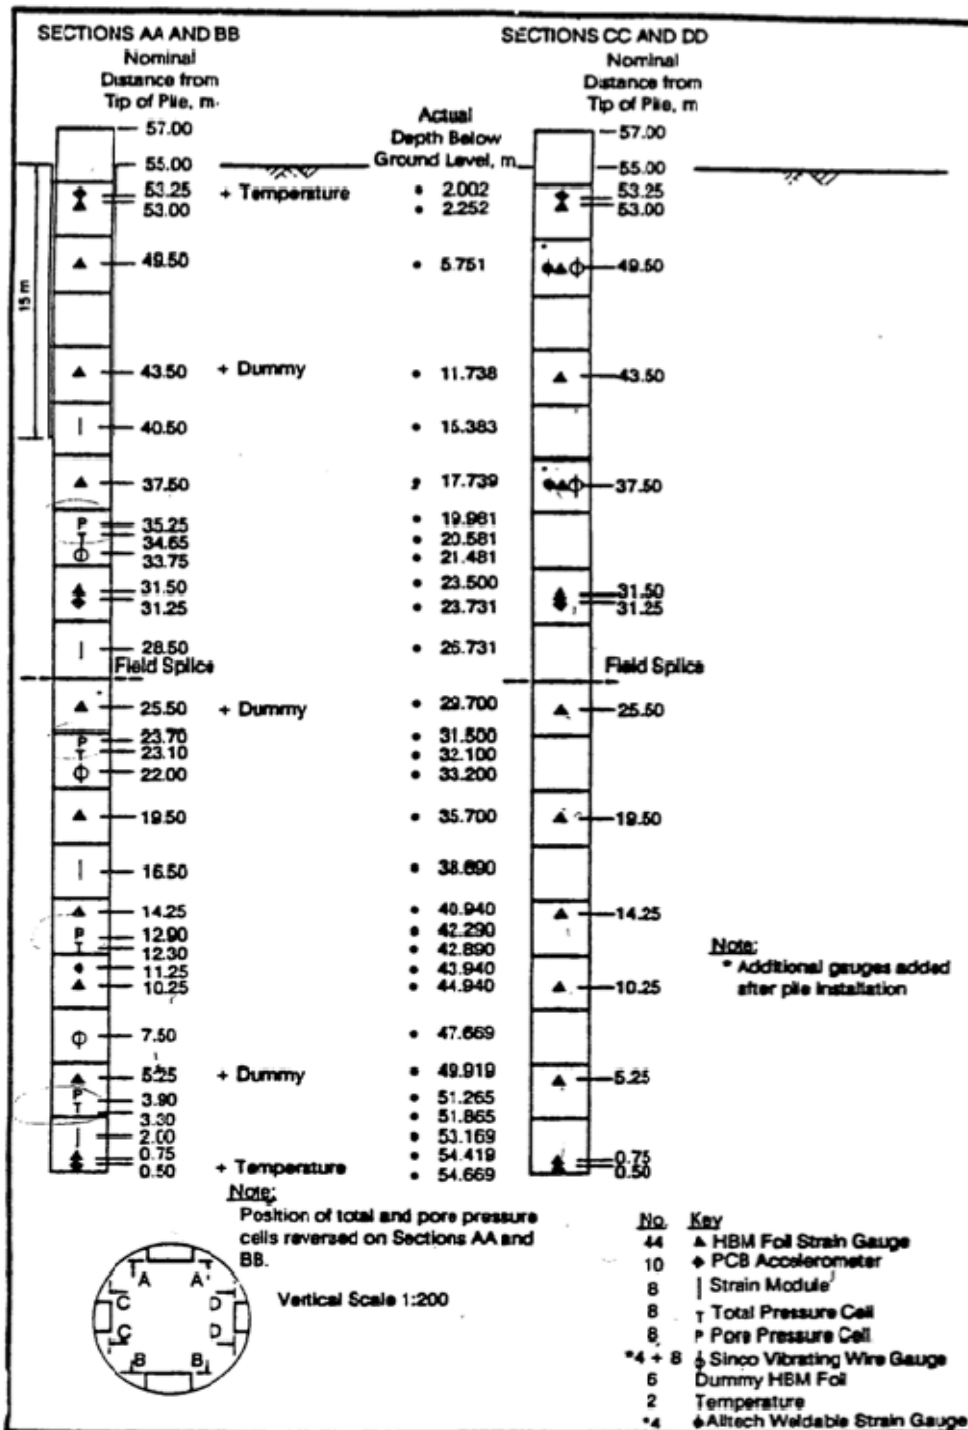 SECTIONS AA AND BB
Nominal
Distance from
Tip of Pile, m
57.00
55.00
53.25 + Temperature
53.00
49.50
15 m
43.50 + Dummy
40.50
37.50
P 35.25
T 34.65
33.75
31.50
31.25
28.50
Field Splice
25.50 + Dummy
P 23.70
T 23.10
22.00
19.50
16.50
14.25
P 12.90
T 12.30
11.25
10.25
7.50
5.25 + Dummy
P 3.90
T 3.30
2.00
0.75
0.50 + Temperature
Actual
Depth Below
Ground Level, m
2.002
2.252
5.751
11.738
15.383
17.739
19.981
20.581
21.481
23.500
23.731
26.731
29.700
31.500
32.100
33.200
35.700
38.690
40.940
42.290
42.890
43.940
44.940
47.669
49.919
51.265
51.865
53.169
54.419
54.669
SECTIONS CC AND DD
Nominal
Distance from
Tip of Pile, m
57.00
55.00
53.25
53.00
* 49.50
43.50
* 37.50
31.50
31.25
Field Splice
25.50
19.50
14.25
10.25
5.25
0.75
0.50
Note:
* Additional gauges added
after pile installation
Note:
Position of total and pore pressure
cells reversed on Sections AA and
BB.
Vertical Scale 1:200
A A
C D
C D
B B
No. Key
44 ▲ HBM Foil Strain Gauge
10 ◆ PCB Accelerometer
8 | Strain Module
8 T Total Pressure Cell
8 P Pore Pressure Cell
*4 + 8 ⏀ Sinco Vibrating Wire Gauge
6 Dummy HBM Foil
2 Temperature
*4 ◆ Ailtech Weldable Strain Gauge